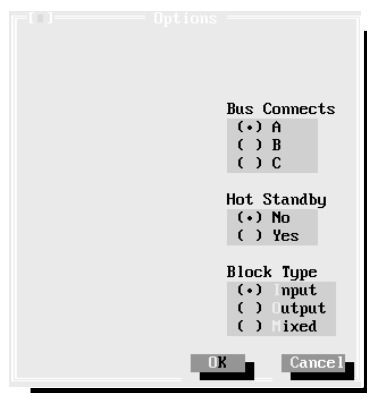 [■] Options
Bus Connects
(•) A
( ) B
( ) C
Hot Standby
(•) No
( ) Yes
Block Type
(•) Input
( ) Output
( ) Mixed
OK Cancel